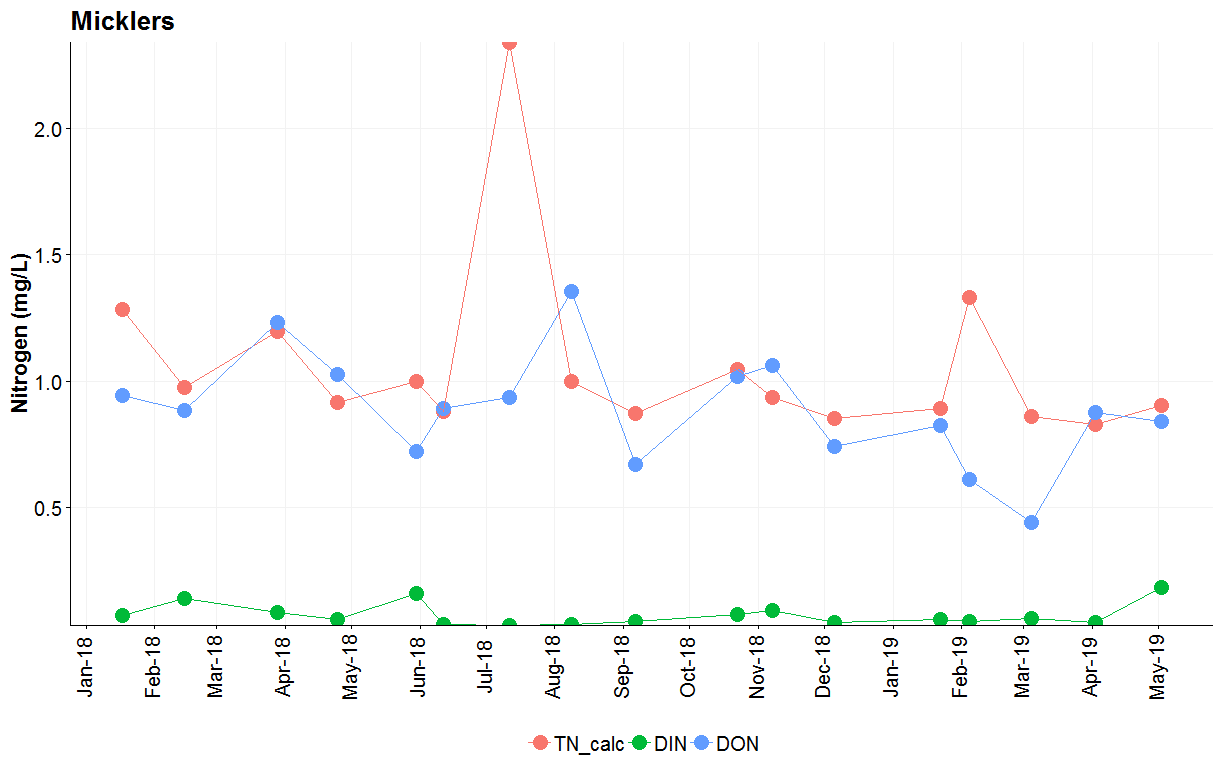 Micklers
Nitrogen (mg/L)
2.0
1.5
1.0
0.5
Jan-18 Feb-18 Mar-18 Apr-18 May-18 Jun-18 Jul-18 Aug-18 Sep-18 Oct-18 Nov-18 Dec-18 Jan-19 Feb-19 Mar-19 Apr-19 May-19
TN_calc DIN DON